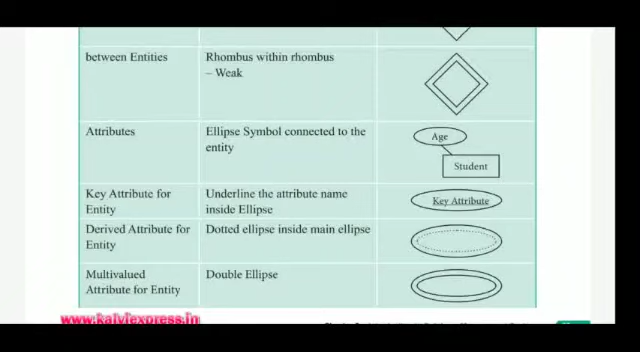 between Entities
Rhombus within rhombus
– Weak
Attributes
Ellipse Symbol connected to the
entity
Age
Student
Key Attribute for
Entity
Underline the attribute name
inside Ellipse
Key Attribute
Derived Attribute for
Entity
Dotted ellipse inside main ellipse
Multivalued
Attribute for Entity
Double Ellipse
www.kalviexpress.in